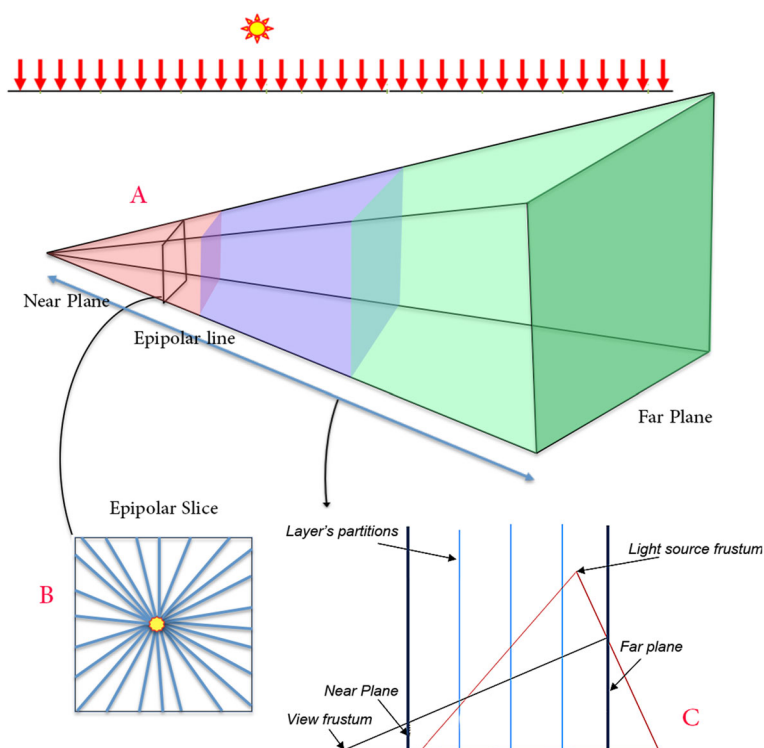 A
Near Plane
Epipolar line
Far Plane
Epipolar Slice
B
Layer's partitions
Light source frustum
Far plane
Near Plane
View frustum
C